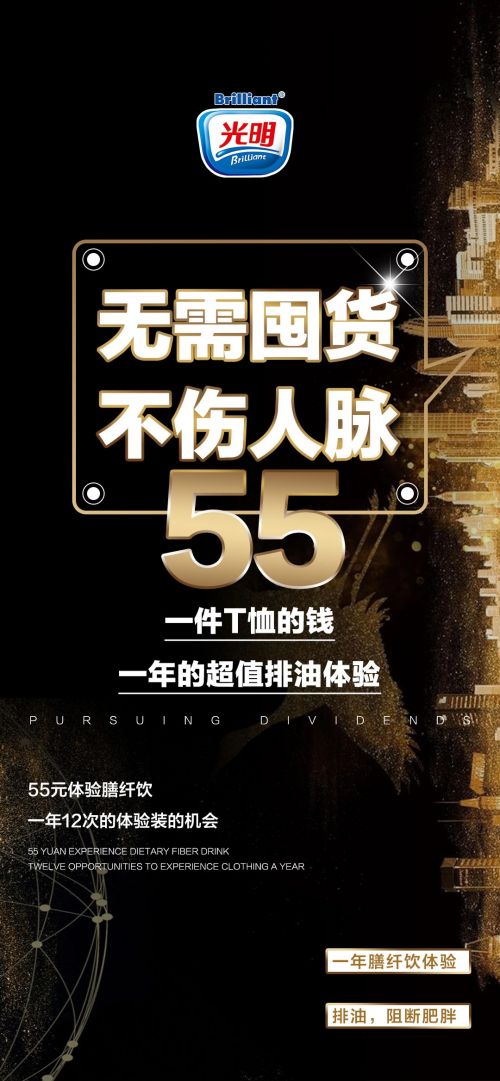 Brilliant®
光明
Brilliant
无需囤货
不伤人脉
55
一件T恤的钱
一年的超值排油体验
PURSUING DIVIDENDS
55元体验膳纤饮
一年12次的体验装的机会
55 YUAN EXPERIENCE DIETARY FIBER DRINK
TWELVE OPPORTUNITIES TO EXPERIENCE CLOTHING A YEAR
一年膳纤饮体验
排油，阻断肥胖